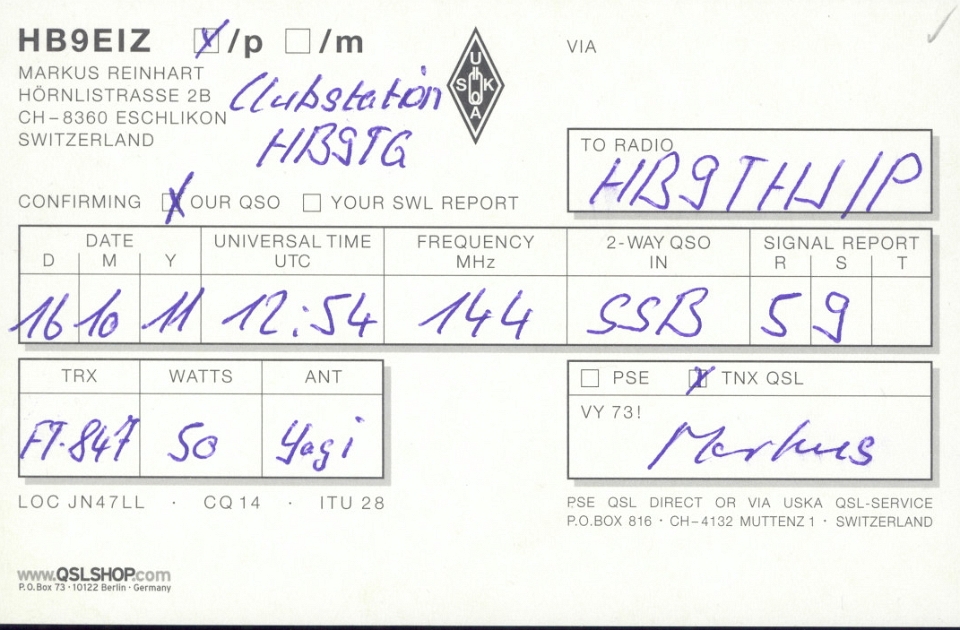 HB9EIZ /p /m
MARKUS REINHART
HÖRNLISTRASSE 2B
CH-8360 ESCHLIKON
SWITZERLAND
Clubstation
HB9TG
USKA
VIA
TO RADIO
HB9THJ/P
CONFIRMING X OUR QSO YOUR SWL REPORT
DATE UNIVERSAL TIME FREQUENCY 2-WAY QSO SIGNAL REPORT
D M Y UTC MHz IN R S T
16 10 11 12:54 144 SSB 5 9
TRX WATTS ANT
FT-847 50 Yagi
PSE X TNX QSL
VY 73!
Markus
LOC JN47LL · CQ 14 · ITU 28
PSE QSL DIRECT OR VIA USKA QSL-SERVICE
P.O.BOX 816 · CH-4132 MUTTENZ 1 · SWITZERLAND
www.QSLSHOP.com
P.O.Box 73 · 10122 Berlin · Germany